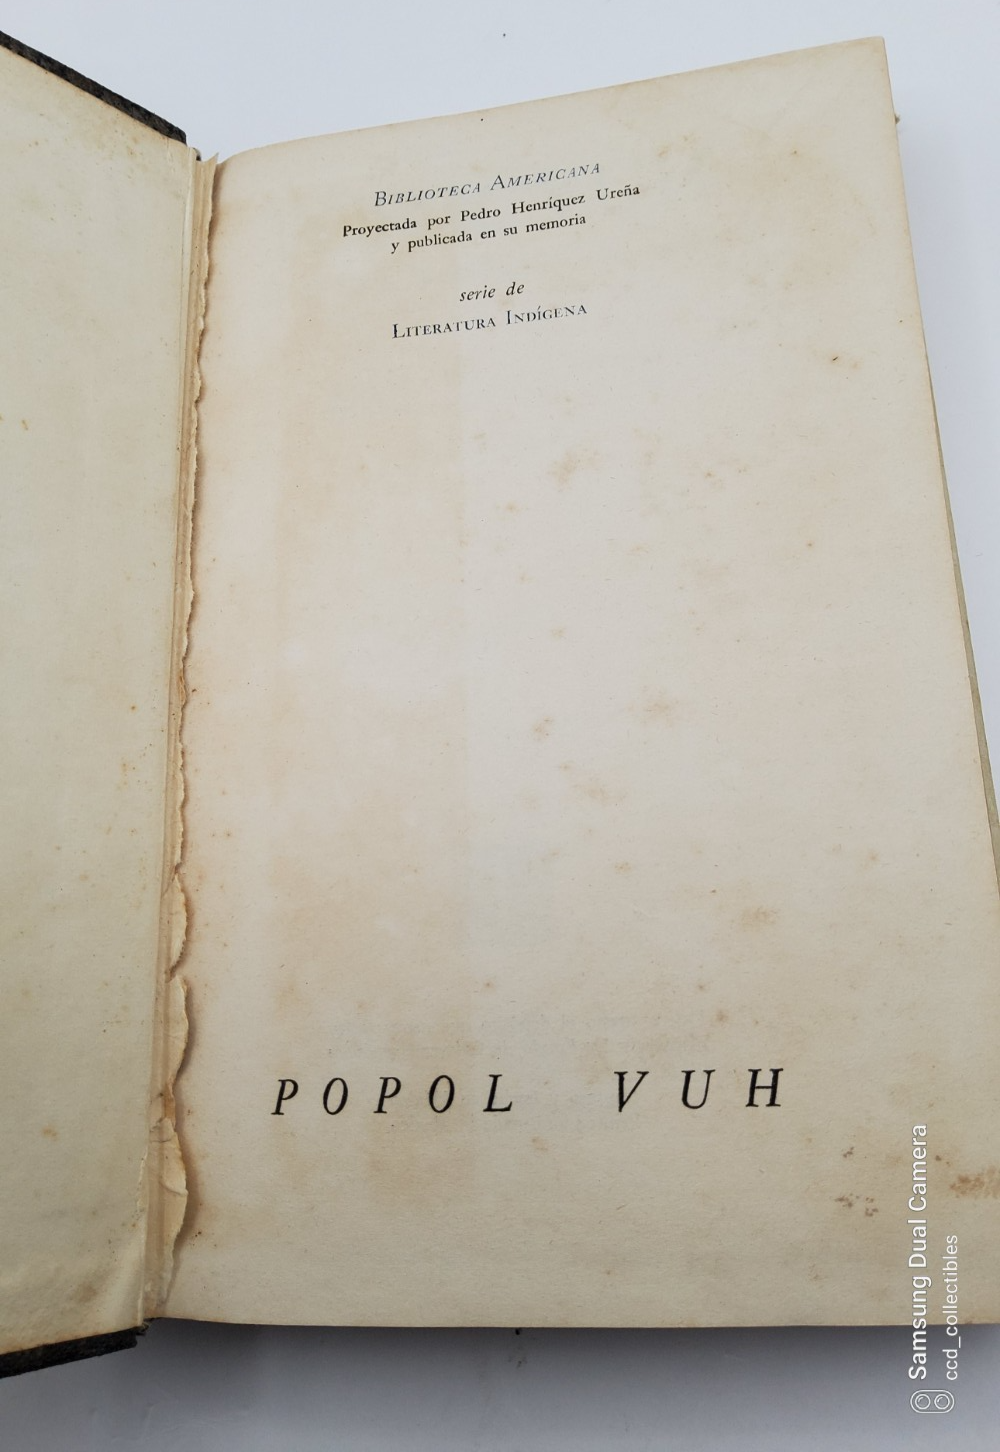 BIBLIOTECA AMERICANA
Proyectada por Pedro Henríquez Ureña
y publicada en su memoria
serie de
LITERATURA INDÍGENA
POPOL VUH
Samsung Dual Camera
ccd_collectibles